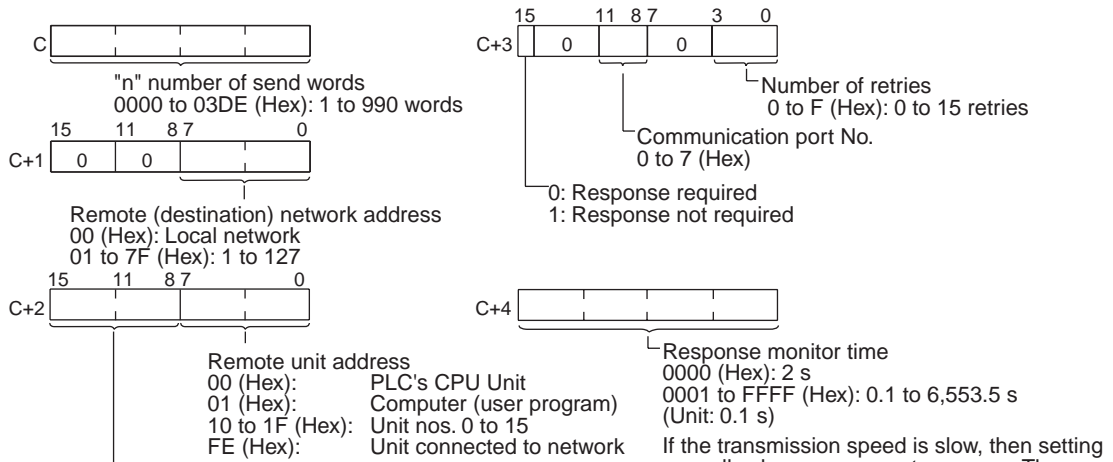 C
"n" number of send words
0000 to 03DE (Hex): 1 to 990 words
15 11 8 7 0
C+1 0 0
Remote (destination) network address
00 (Hex): Local network
01 to 7F (Hex): 1 to 127
15 11 8 7 0
C+2
Remote unit address
00 (Hex): PLC's CPU Unit
01 (Hex): Computer (user program)
10 to 1F (Hex): Unit nos. 0 to 15
FE (Hex): Unit connected to network
15 11 8 7 3 0
C+3 0 0
Number of retries
0 to F (Hex): 0 to 15 retries
Communication port No.
0 to 7 (Hex)
0: Response required
1: Response not required
C+4
Response monitor time
0000 (Hex): 2 s
0001 to FFFF (Hex): 0.1 to 6,553.5 s
(Unit: 0.1 s)
If the transmission speed is slow, then setting